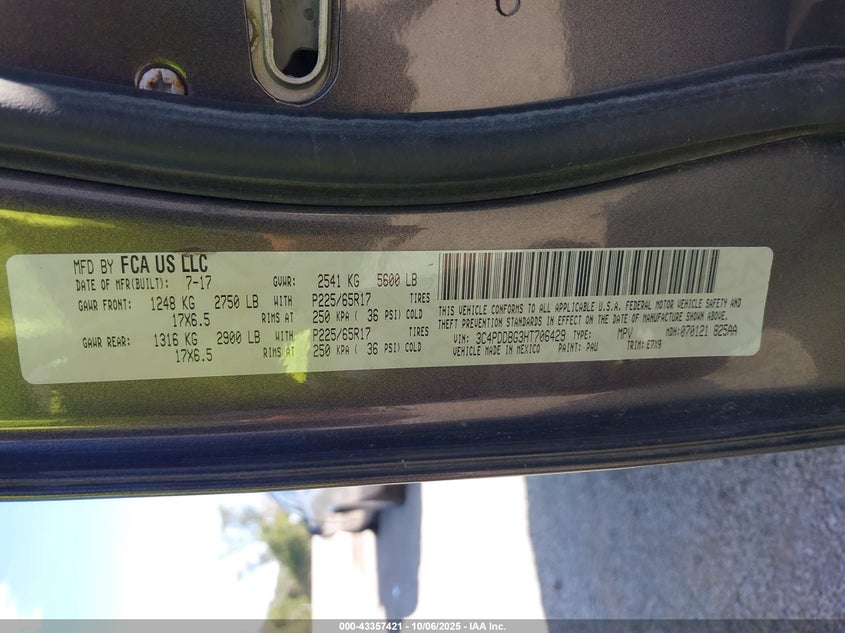 MFD BY FCA US LLC
DATE OF MFR(BUILT): 7-17 GVWR: 2541 KG 5600 LB
GAWR FRONT: 1248 KG 2750 LB WITH P225/65R17 TIRES
17X6.5 RIMS AT 250 KPA ( 36 PSI) COLD
GAWR REAR: 1316 KG 2900 LB WITH P225/65R17 TIRES
17X6.5 RIMS AT 250 KPA ( 36 PSI) COLD
THIS VEHICLE CONFORMS TO ALL APPLICABLE U.S.A. FEDERAL MOTOR VEHICLE SAFETY AND
THEFT PREVENTION STANDARDS IN EFFECT ON THE DATE OF MANUFACTURE SHOWN ABOVE.
VIN: 3C4PDDBG3HT706429 TYPE: MPV MDH: 070121 825AA
VEHICLE MADE IN MEXICO PAINT: PAU TRIM: E7X9
000-43357421 - 10/06/2025 - IAA Inc.